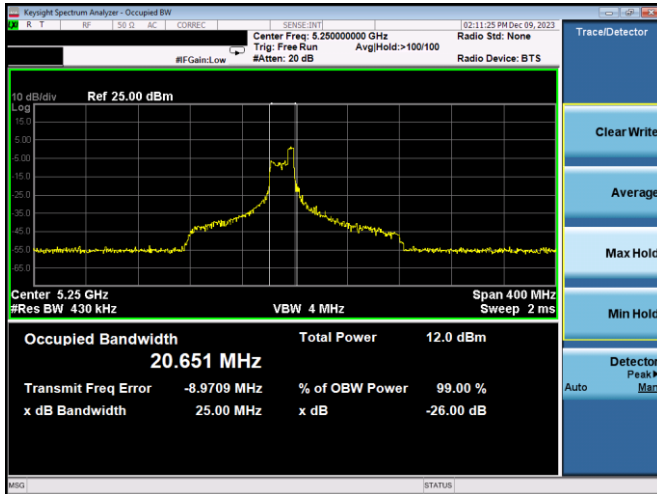 Keysight Spectrum Analyzer - Occupied BW
R T RF 50 Ω AC CORREC SENSE:INT 02:11:25 PM Dec 09, 2023
Center Freq: 5.250000000 GHz Radio Std: None
Trig: Free Run Avg|Hold:>100/100
#IFGain:Low #Atten: 20 dB Radio Device: BTS
Trace/Detector
10 dB/div Ref 25.00 dBm
Log
15.0
5.00
-5.00
-15.0
-25.0
-35.0
-45.0
-55.0
-65.0
Center 5.25 GHz Span 400 MHz
#Res BW 430 kHz VBW 4 MHz Sweep 2 ms
Occupied Bandwidth Total Power 12.0 dBm
20.651 MHz
Transmit Freq Error -8.9709 MHz % of OBW Power 99.00 %
x dB Bandwidth 25.00 MHz x dB -26.00 dB
Clear Write
Average
Max Hold
Min Hold
Detector
Peak
Auto Man
MSG STATUS